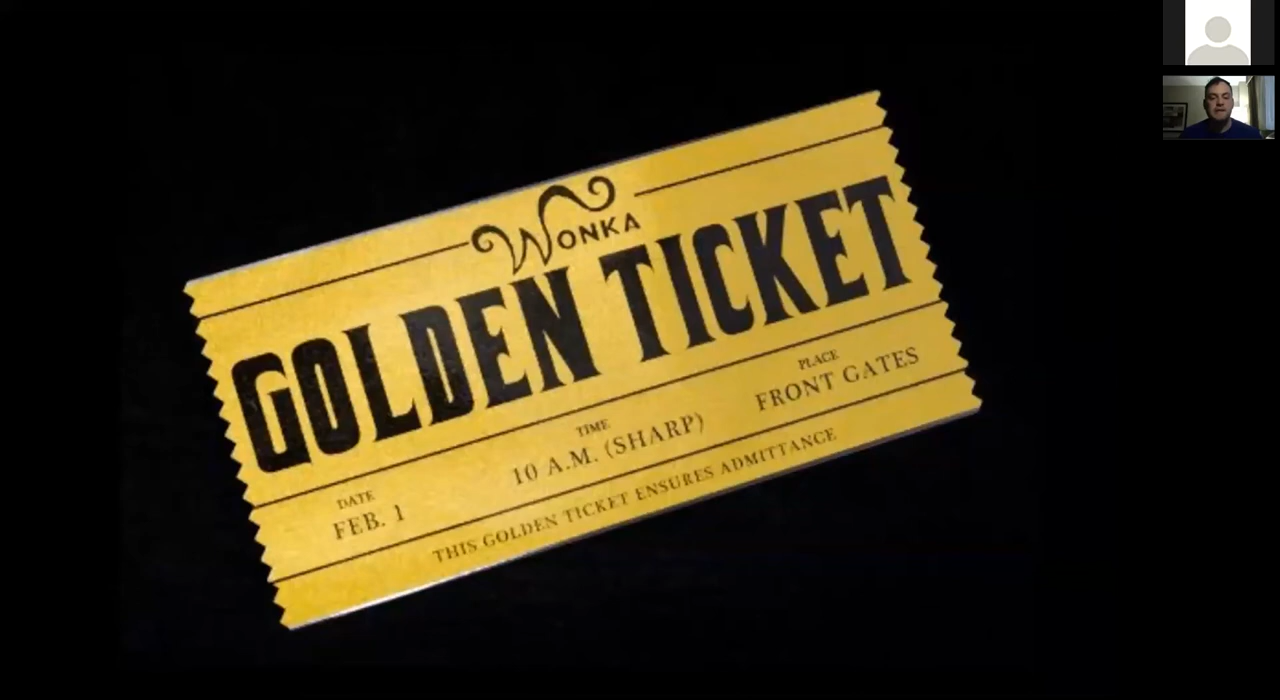 WONKA
GOLDEN TICKET
DATE
FEB. 1
TIME
10 A.M. (SHARP)
PLACE
FRONT GATES
THIS GOLDEN TICKET ENSURES ADMITTANCE